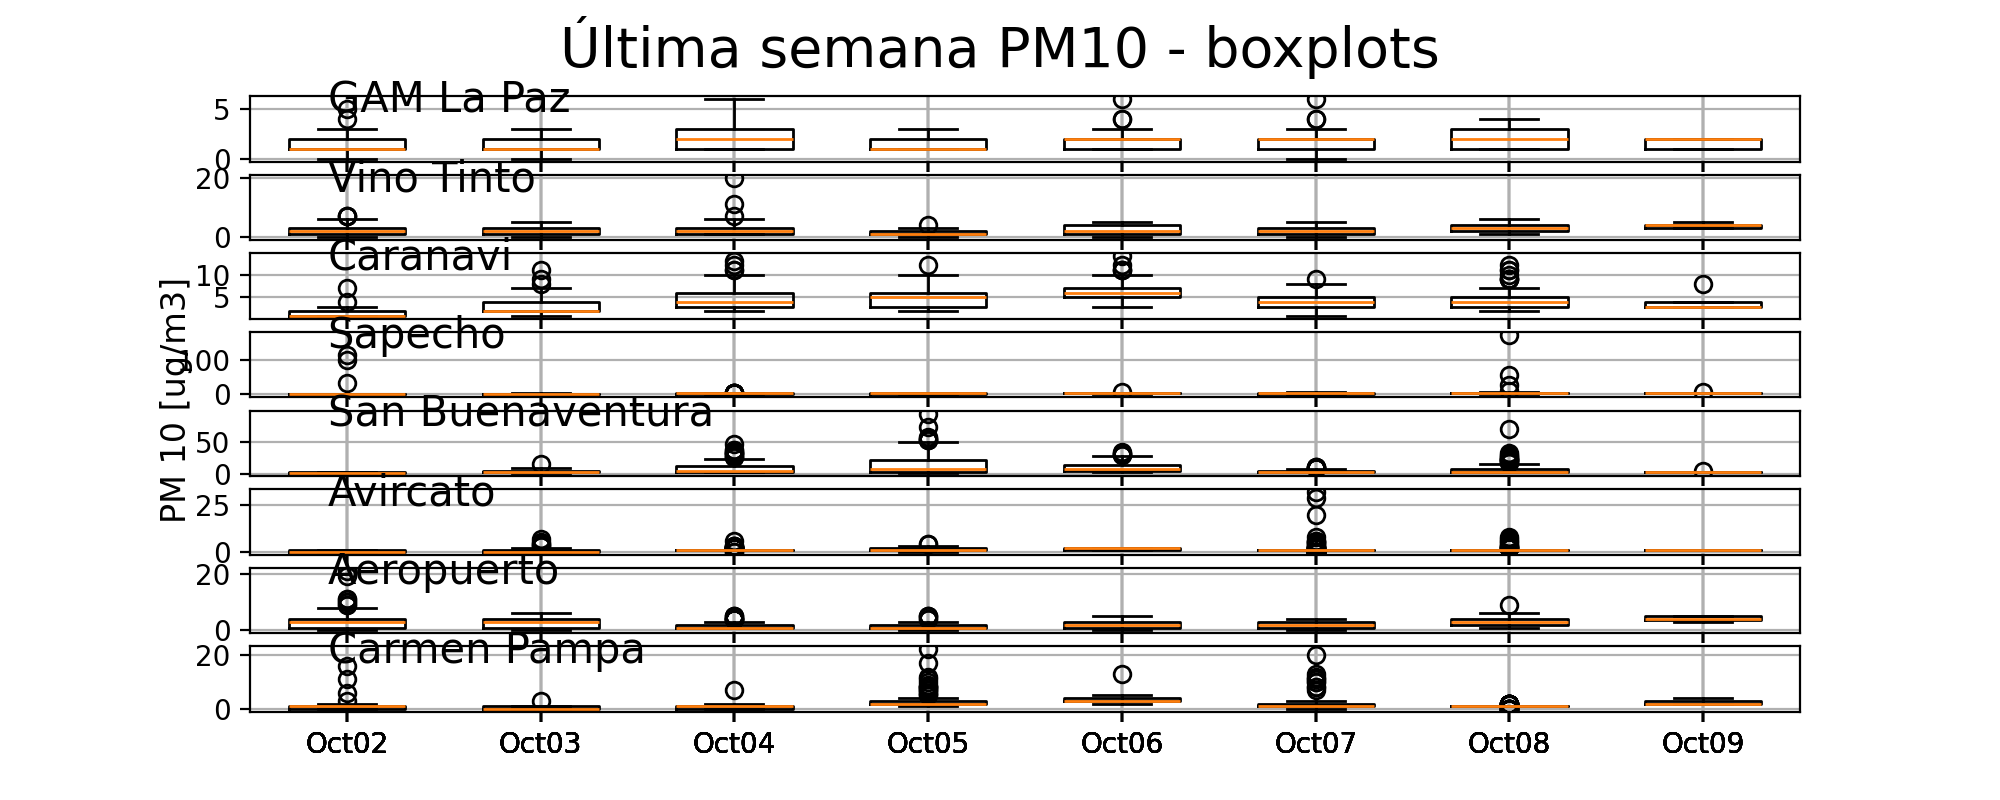 Última semana PM10 - boxplots
GAM La Paz
5
0
Vino Tinto
20
0
Caranavi
10
5
Sapecho
100
0
San Buenaventura
50
0
Avircato
25
0
Aeropuerto
20
0
Carmen Pampa
20
0
PM 10 [ug/m3]
Oct02 Oct03 Oct04 Oct05 Oct06 Oct07 Oct08 Oct09